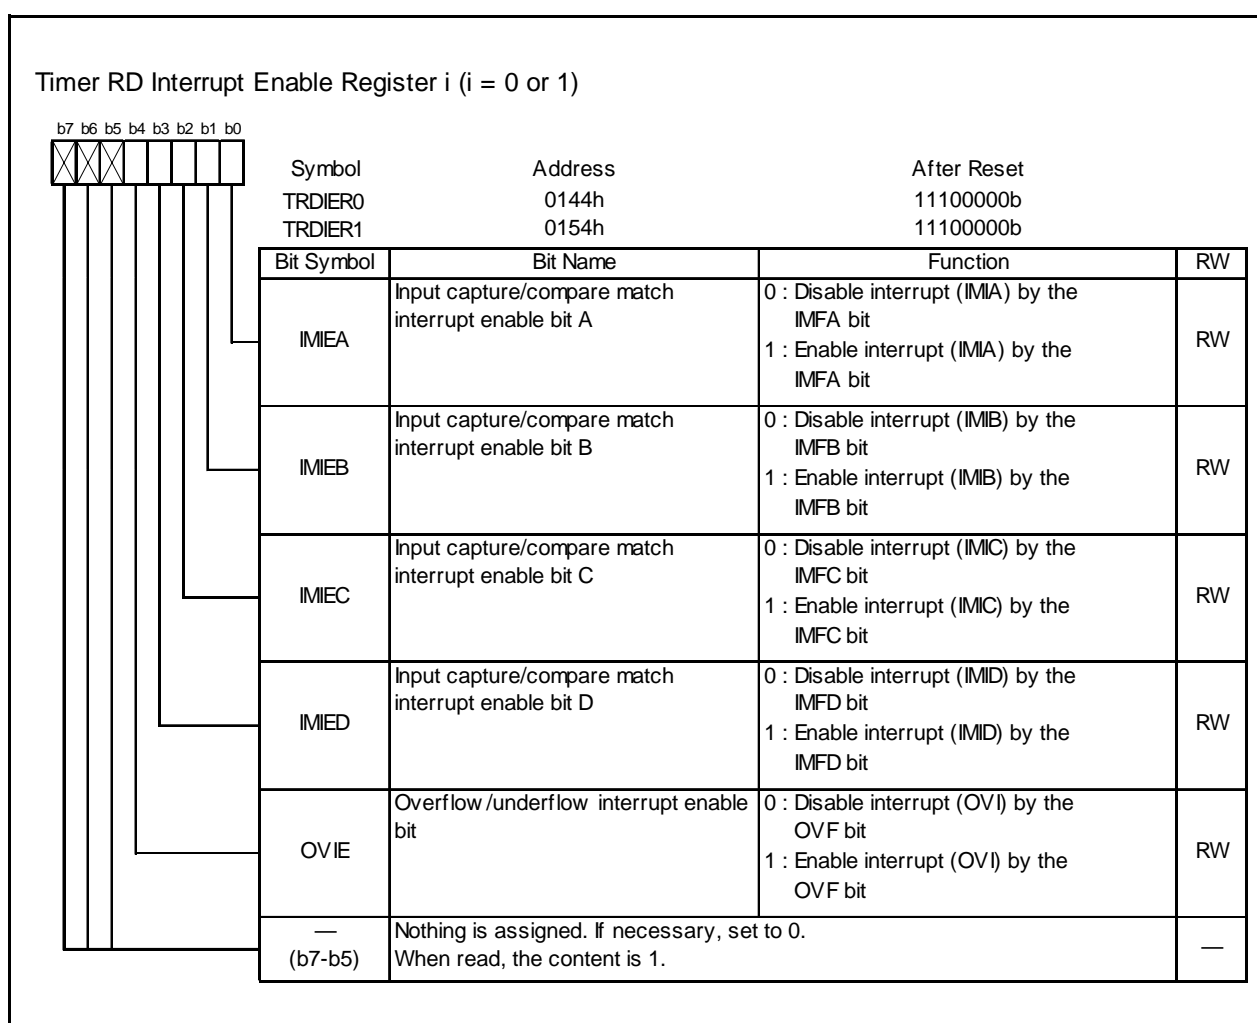 Timer RD Interrupt Enable Register i (i = 0 or 1)
b7 b6 b5 b4 b3 b2 b1 b0
Symbol Address After Reset
TRDIER0 0144h 11100000b
TRDIER1 0154h 11100000b
Bit Symbol Bit Name Function RW
IMIEA
Input capture/compare match
interrupt enable bit A
0 : Disable interrupt (IMIA) by the
IMFA bit
1 : Enable interrupt (IMIA) by the
IMFA bit
RW
IMIEB
Input capture/compare match
interrupt enable bit B
0 : Disable interrupt (IMIB) by the
IMFB bit
1 : Enable interrupt (IMIB) by the
IMFB bit
RW
IMIEC
Input capture/compare match
interrupt enable bit C
0 : Disable interrupt (IMIC) by the
IMFC bit
1 : Enable interrupt (IMIC) by the
IMFC bit
RW
IMIED
Input capture/compare match
interrupt enable bit D
0 : Disable interrupt (IMID) by the
IMFD bit
1 : Enable interrupt (IMID) by the
IMFD bit
RW
OVIE
Overflow/underflow interrupt enable
bit
0 : Disable interrupt (OVI) by the
OVF bit
1 : Enable interrupt (OVI) by the
OVF bit
RW
—
(b7-b5)
Nothing is assigned. If necessary, set to 0.
When read, the content is 1.
—